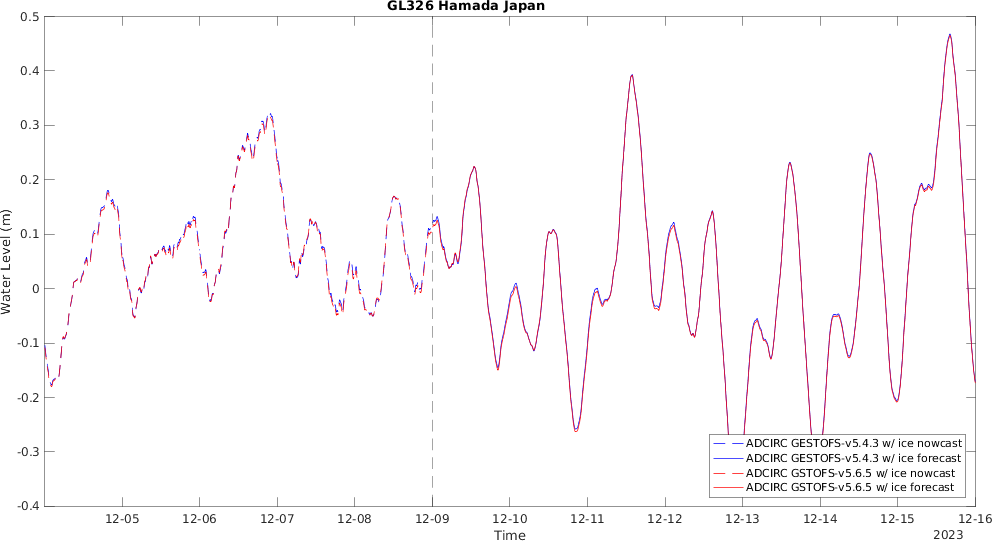 GL326 Hamada Japan
0.5
0.4
0.3
0.2
0.1
0
-0.1
-0.2
-0.3
-0.4
Water Level (m)
ADCIRC GESTOFS-v5.4.3 w/ ice nowcast
ADCIRC GESTOFS-v5.4.3 w/ ice forecast
ADCIRC GSTOFS-v5.6.5 w/ ice nowcast
ADCIRC GSTOFS-v5.6.5 w/ ice forecast
12-05 12-06 12-07 12-08 12-09 12-10 12-11 12-12 12-13 12-14 12-15 12-16
Time
2023